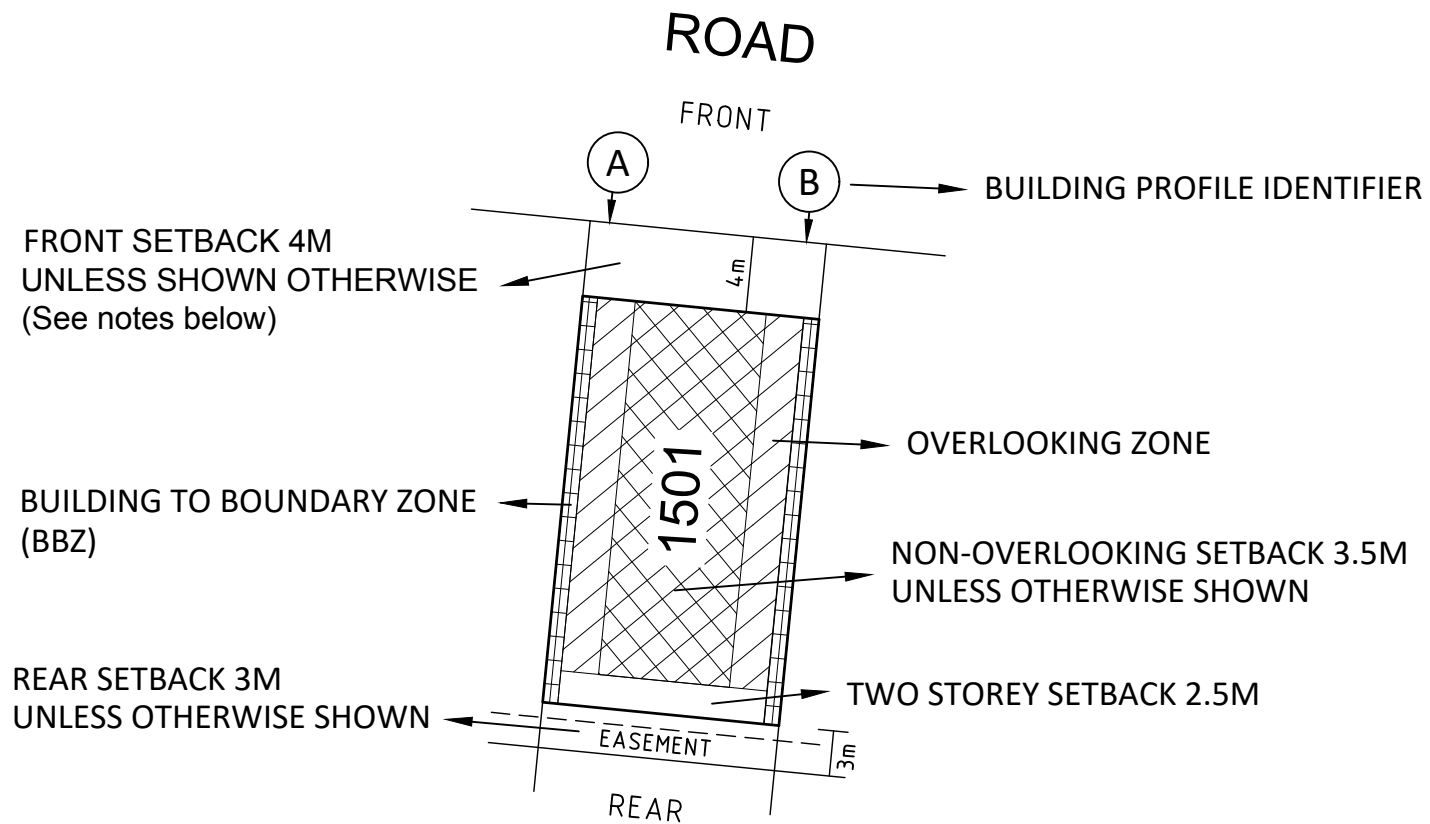 ROAD
FRONT
A
B
BUILDING PROFILE IDENTIFIER
FRONT SETBACK 4M
UNLESS SHOWN OTHERWISE
(See notes below)
4m
OVERLOOKING ZONE
1501
BUILDING TO BOUNDARY ZONE
(BBZ)
NON-OVERLOOKING SETBACK 3.5M
UNLESS OTHERWISE SHOWN
REAR SETBACK 3M
UNLESS OTHERWISE SHOWN
TWO STOREY SETBACK 2.5M
EASEMENT
3m
REAR